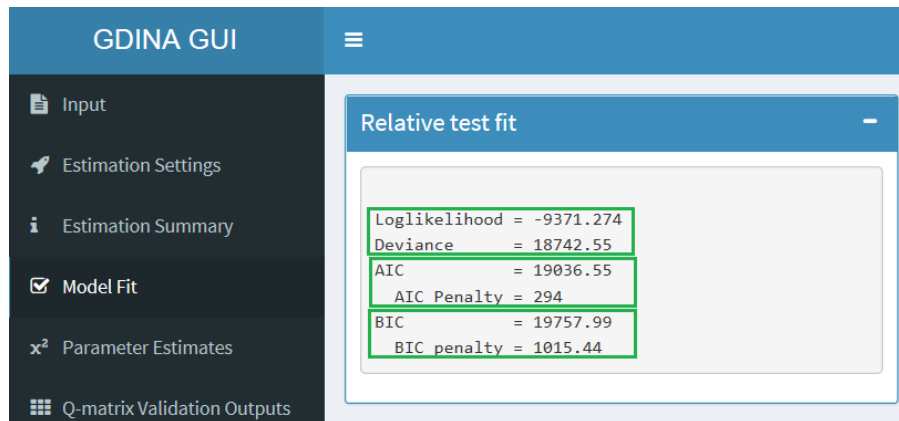 GDINA GUI
Input
Estimation Settings
Estimation Summary
Model Fit
x² Parameter Estimates
Q-matrix Validation Outputs
Relative test fit
Loglikelihood = -9371.274
Deviance = 18742.55
AIC = 19036.55
AIC Penalty = 294
BIC = 19757.99
BIC penalty = 1015.44